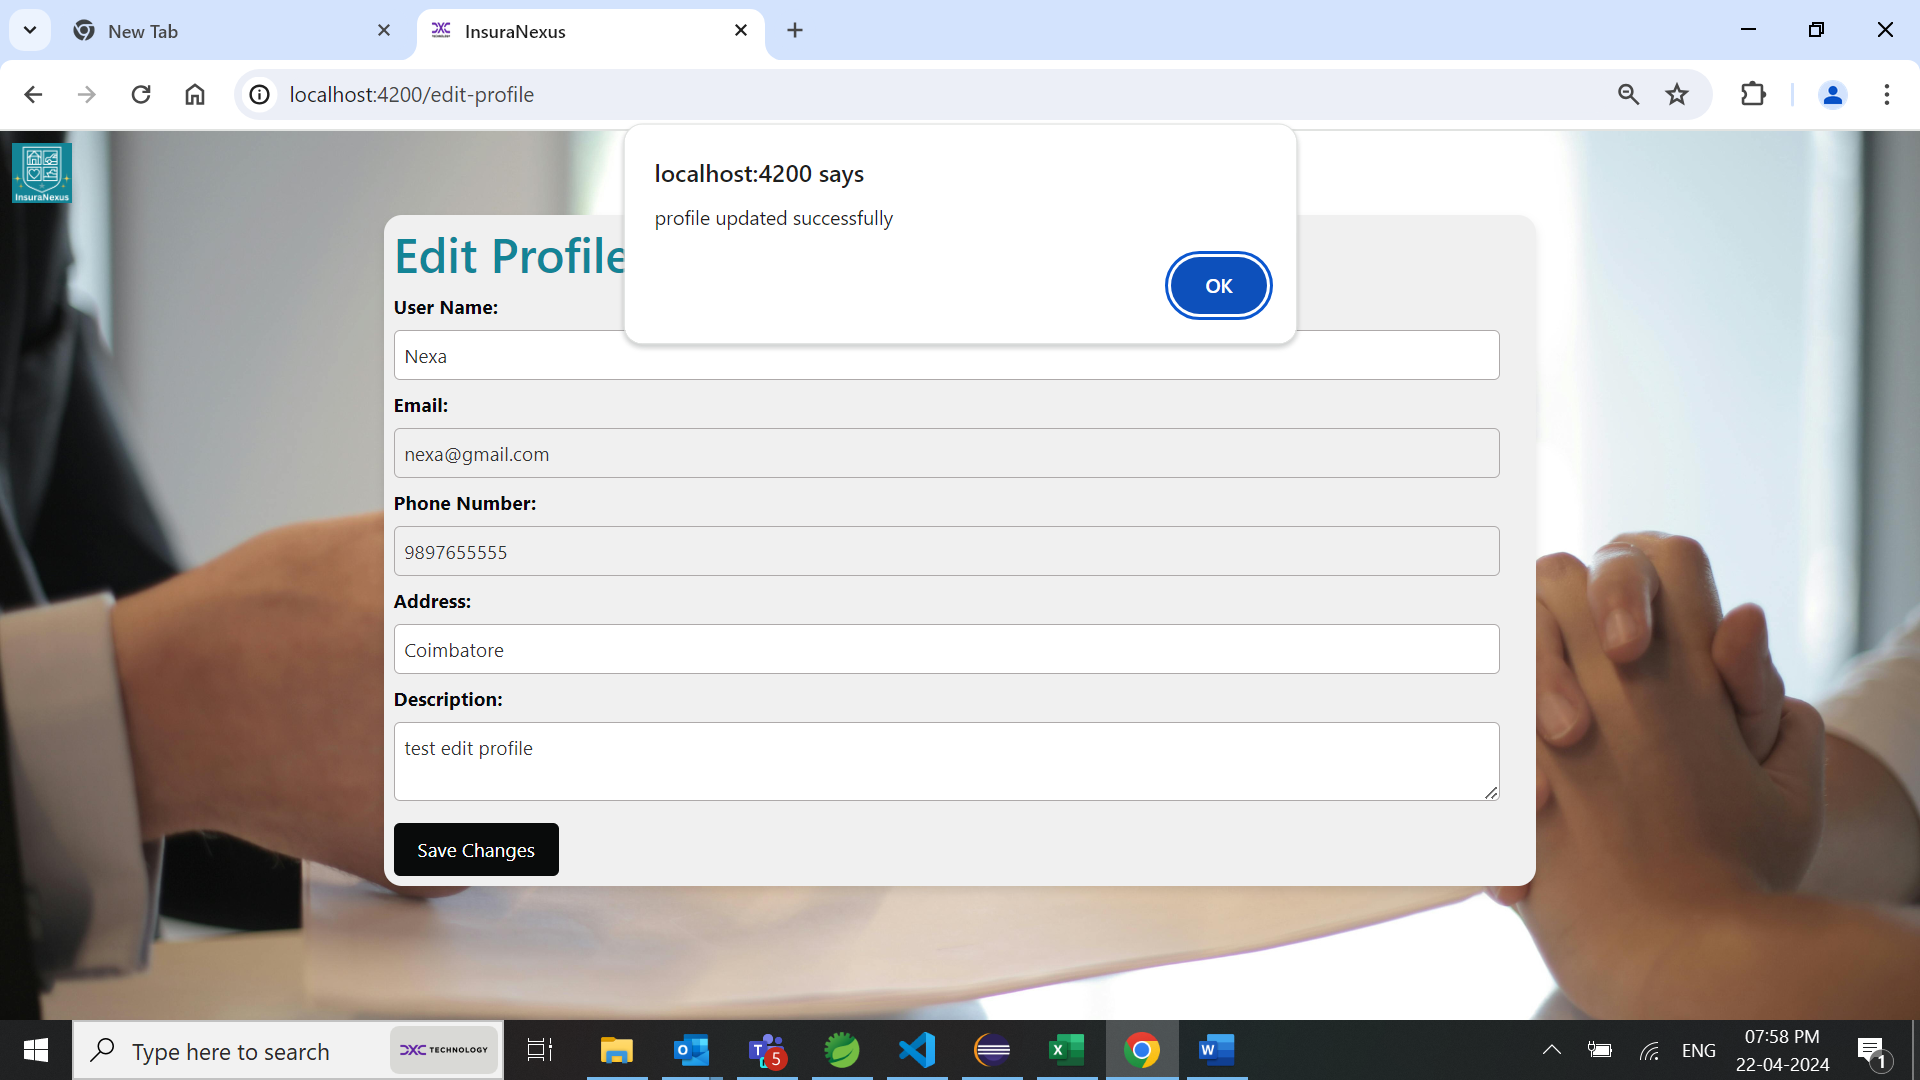 New Tab
InsuraNexus
localhost:4200/edit-profile
InsuraNexus
localhost:4200 says
profile updated successfully
OK
Edit Profile
User Name:
Nexa
Email:
nexa@gmail.com
Phone Number:
9897655555
Address:
Coimbatore
Description:
test edit profile
Save Changes
Type here to search
DXC TECHNOLOGY
5
ENG
07:58 PM
22-04-2024
1